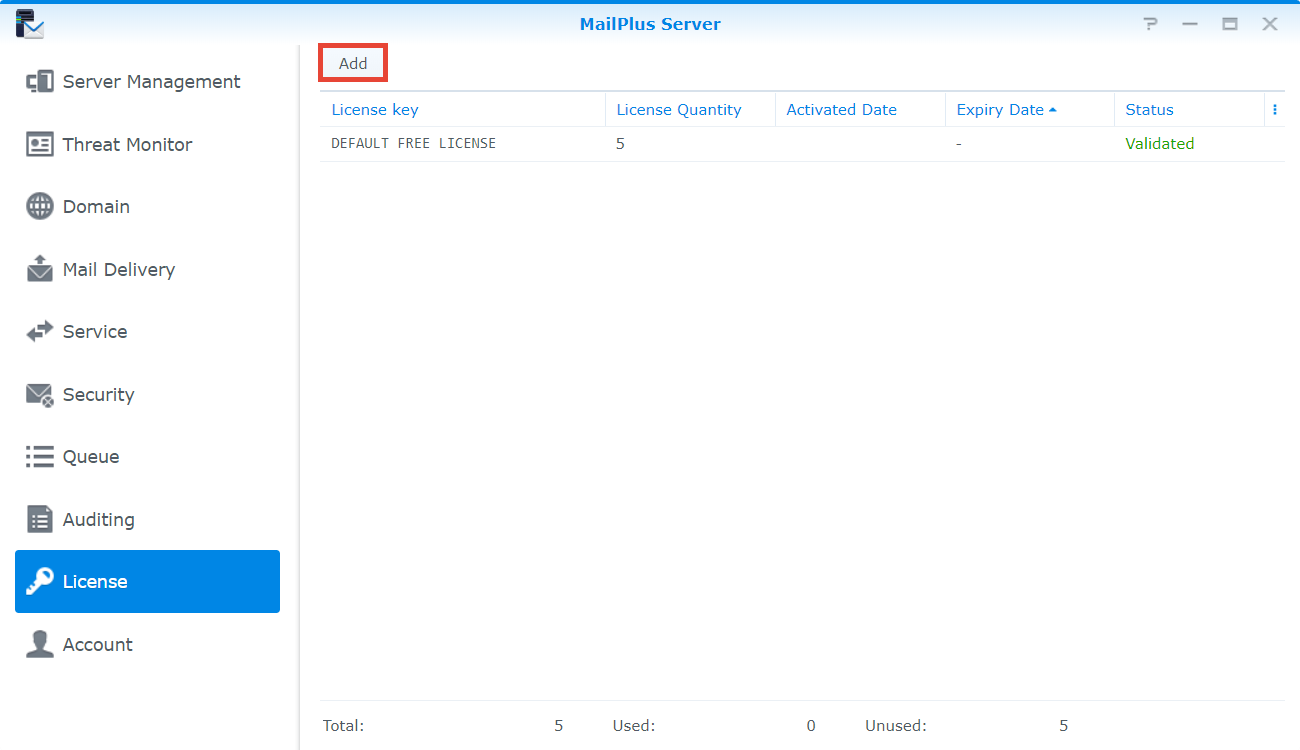 MailPlus Server
Server Management
Threat Monitor
Domain
Mail Delivery
Service
Security
Queue
Auditing
License
Account
Add
License key License Quantity Activated Date Expiry Date Status
DEFAULT FREE LICENSE 5 - Validated
Total: 5 Used: 0 Unused: 5